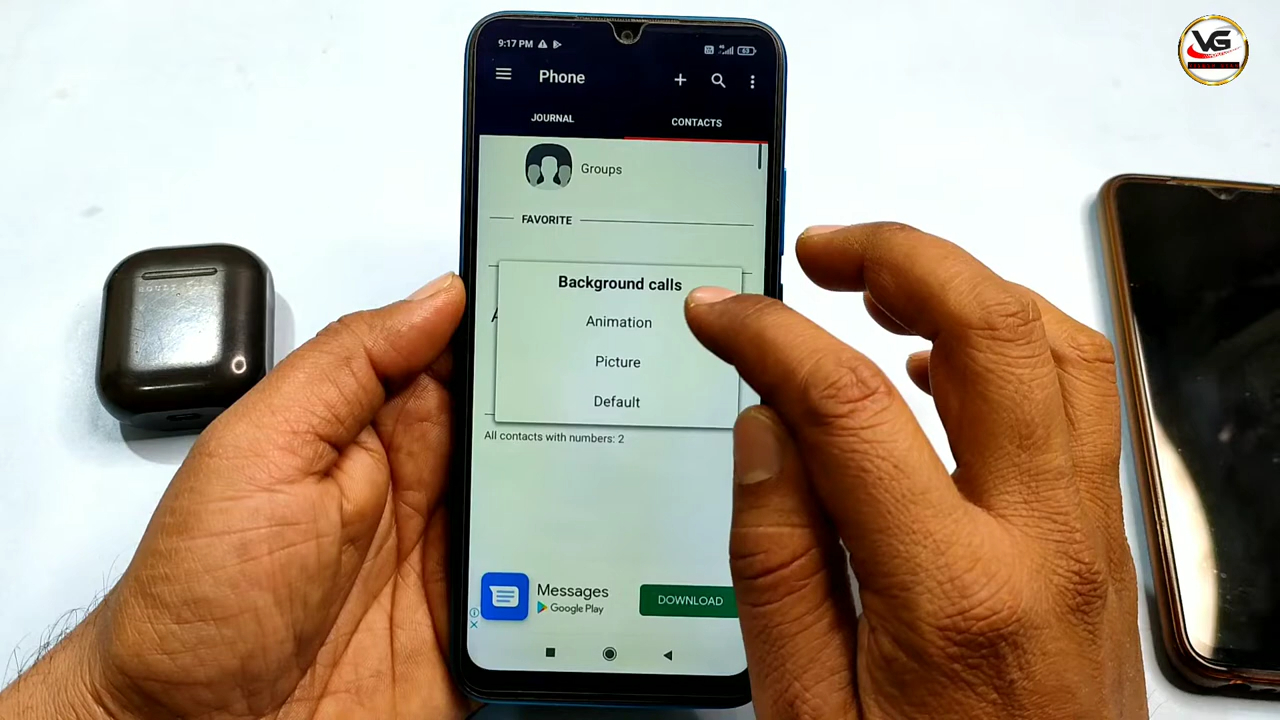 9:17 PM
63
Phone
JOURNAL
CONTACTS
Groups
FAVORITE
Background calls
Animation
Picture
Default
All contacts with numbers: 2
Messages
Google Play
DOWNLOAD
VG